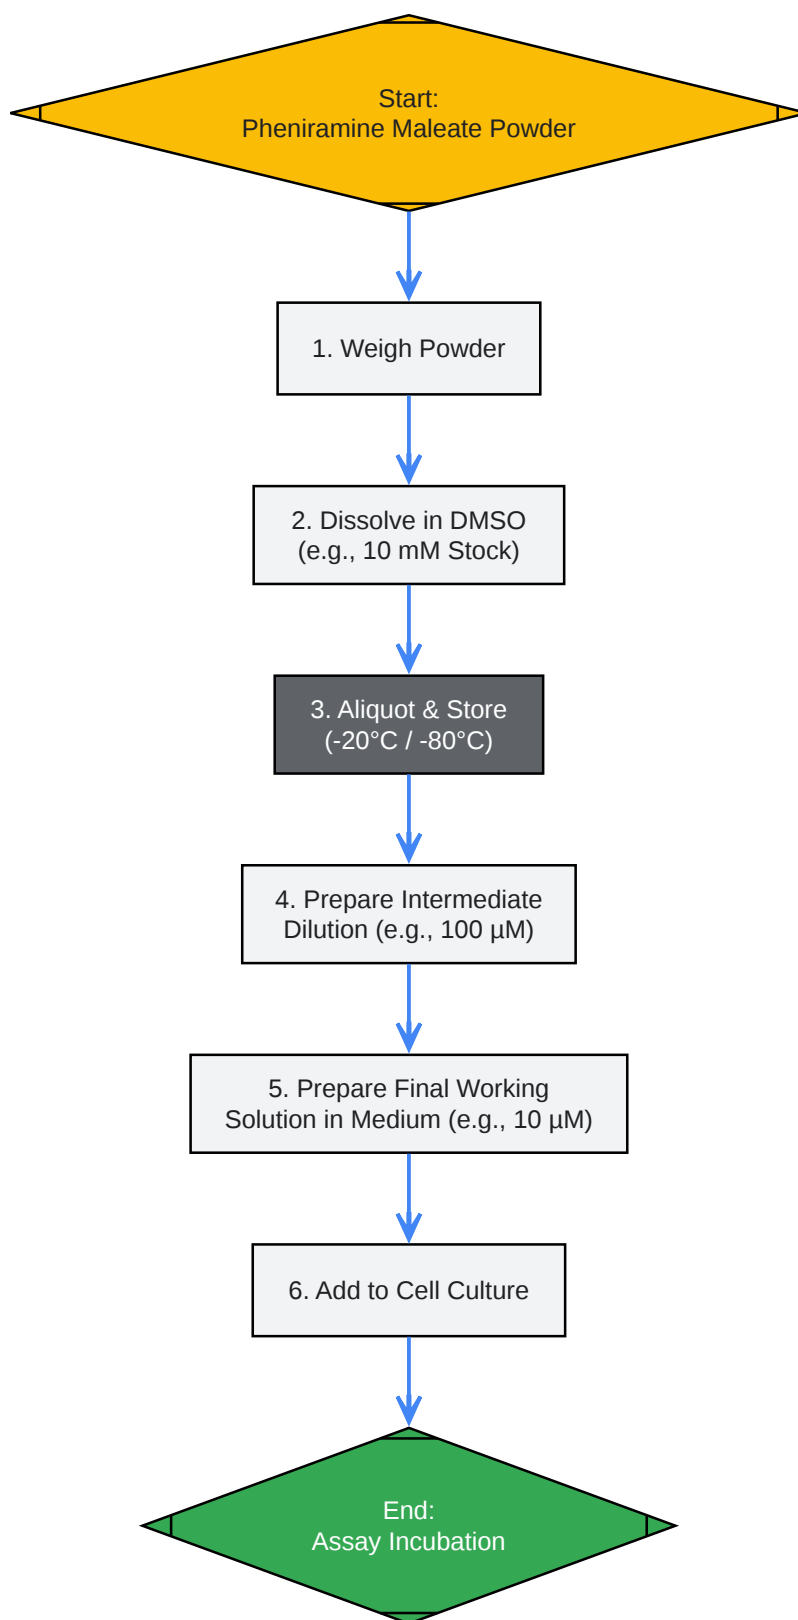 Start:
Pheniramine Maleate Powder
1. Weigh Powder
2. Dissolve in DMSO
(e.g., 10 mM Stock)
3. Aliquot & Store
(-20°C / -80°C)
4. Prepare Intermediate
Dilution (e.g., 100 µM)
5. Prepare Final Working
Solution in Medium (e.g., 10 µM)
6. Add to Cell Culture
End:
Assay Incubation